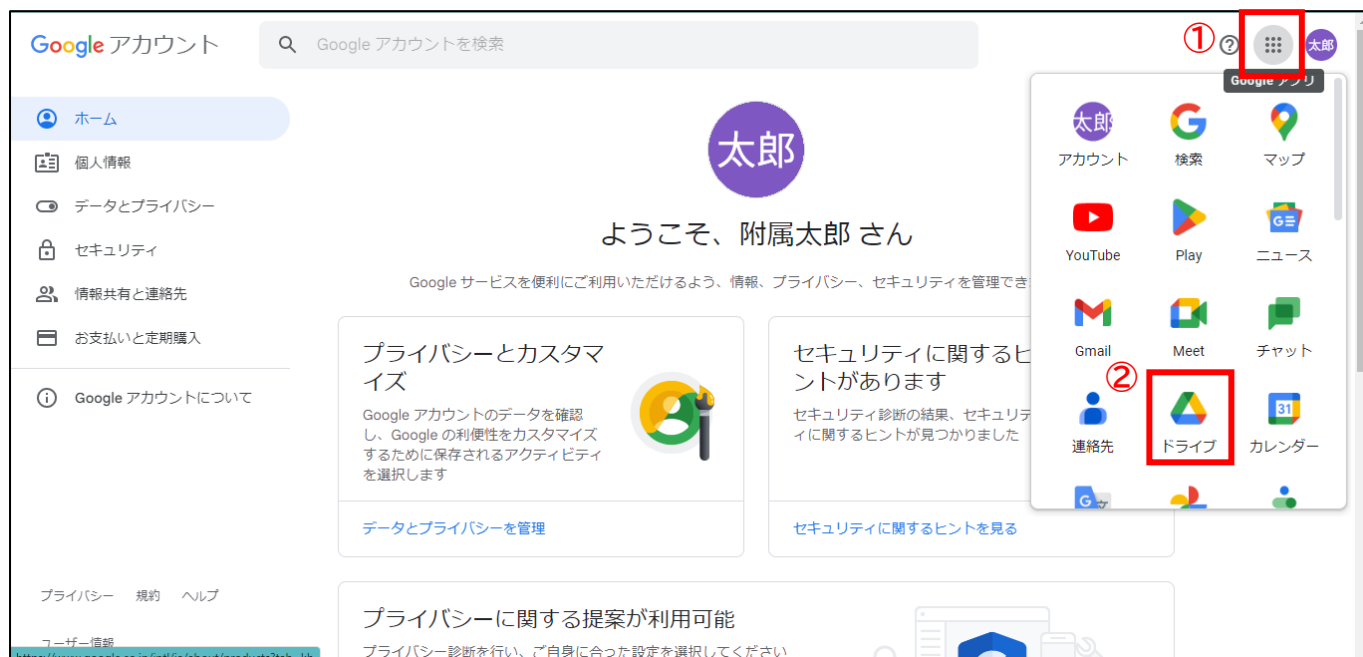 Google アカウント
Google アカウントを検索
①
太郎
Google アプリ
ホーム
個人情報
データとプライバシー
セキュリティ
情報共有と連絡先
お支払いと定期購入
Google アカウントについて
プライバシー 規約 ヘルプ
ユーザー情報
太郎
ようこそ、附属太郎 さん
Google サービスを便利にご利用いただけるよう、情報、プライバシー、セキュリティを管理でき
プライバシーとカスタマ
イズ
Google アカウントのデータを確認
し、Google の利便性をカスタマイズ
するために保存されるアクティビティ
を選択します
データとプライバシーを管理
セキュリティに関するヒ
ントがあります
セキュリティ診断の結果、セキュリテ
ィに関するヒントが見つかりました
セキュリティに関するヒントを見る
プライバシーに関する提案が利用可能
プライバシー診断を行い、ご自身に合った設定を選択してください
太郎
アカウント 検索 マップ
YouTube Play ニュース
Gmail Meet チャット
②
31
連絡先 ドライブ カレンダー